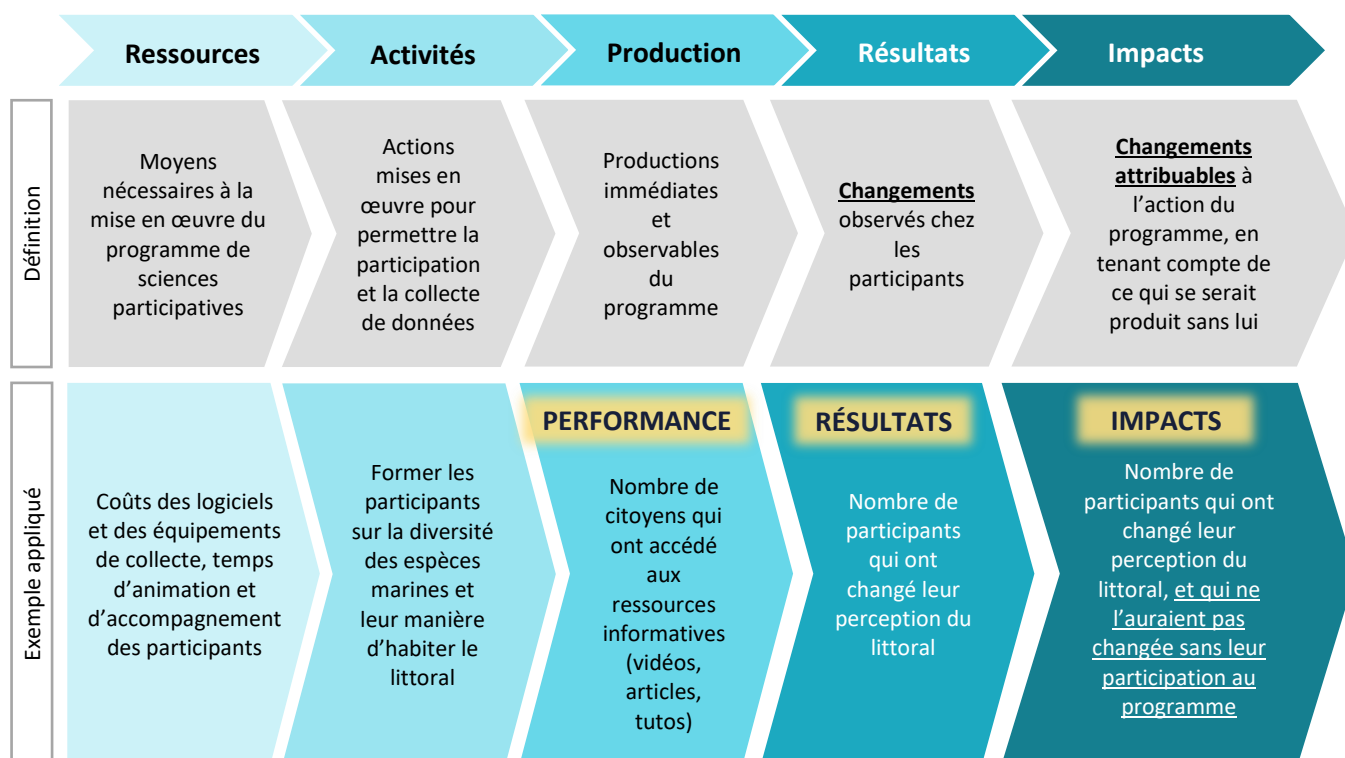 Ressources
Activités
Production
Résultats
Impacts
Définition
Moyens
nécessaires à la
mise en œuvre du
programme de
sciences
participatives
Actions
mises en
œuvre pour
permettre la
participation
et la collecte
de données
Productions
immédiates
et
observables
du
programme
Changements
observés chez
les
participants
Changements
attribuables à
l’action du
programme, en
tenant compte de
ce qui se serait
produit sans lui
Exemple appliqué
Coûts des logiciels
et des équipements
de collecte, temps
d’animation et
d’accompagnement
des participants
Former les
participants
sur la diversité
des espèces
marines et
leur manière
d’habiter le
littoral
PERFORMANCE
Nombre de
citoyens qui
ont accédé
aux
ressources
informatives
(vidéos,
articles,
tutos)
RÉSULTATS
Nombre de
participants
qui ont
changé leur
perception du
littoral
IMPACTS
Nombre de
participants qui ont
changé leur
perception du
littoral, et qui ne
l’auraient pas
changée sans leur
participation au
programme